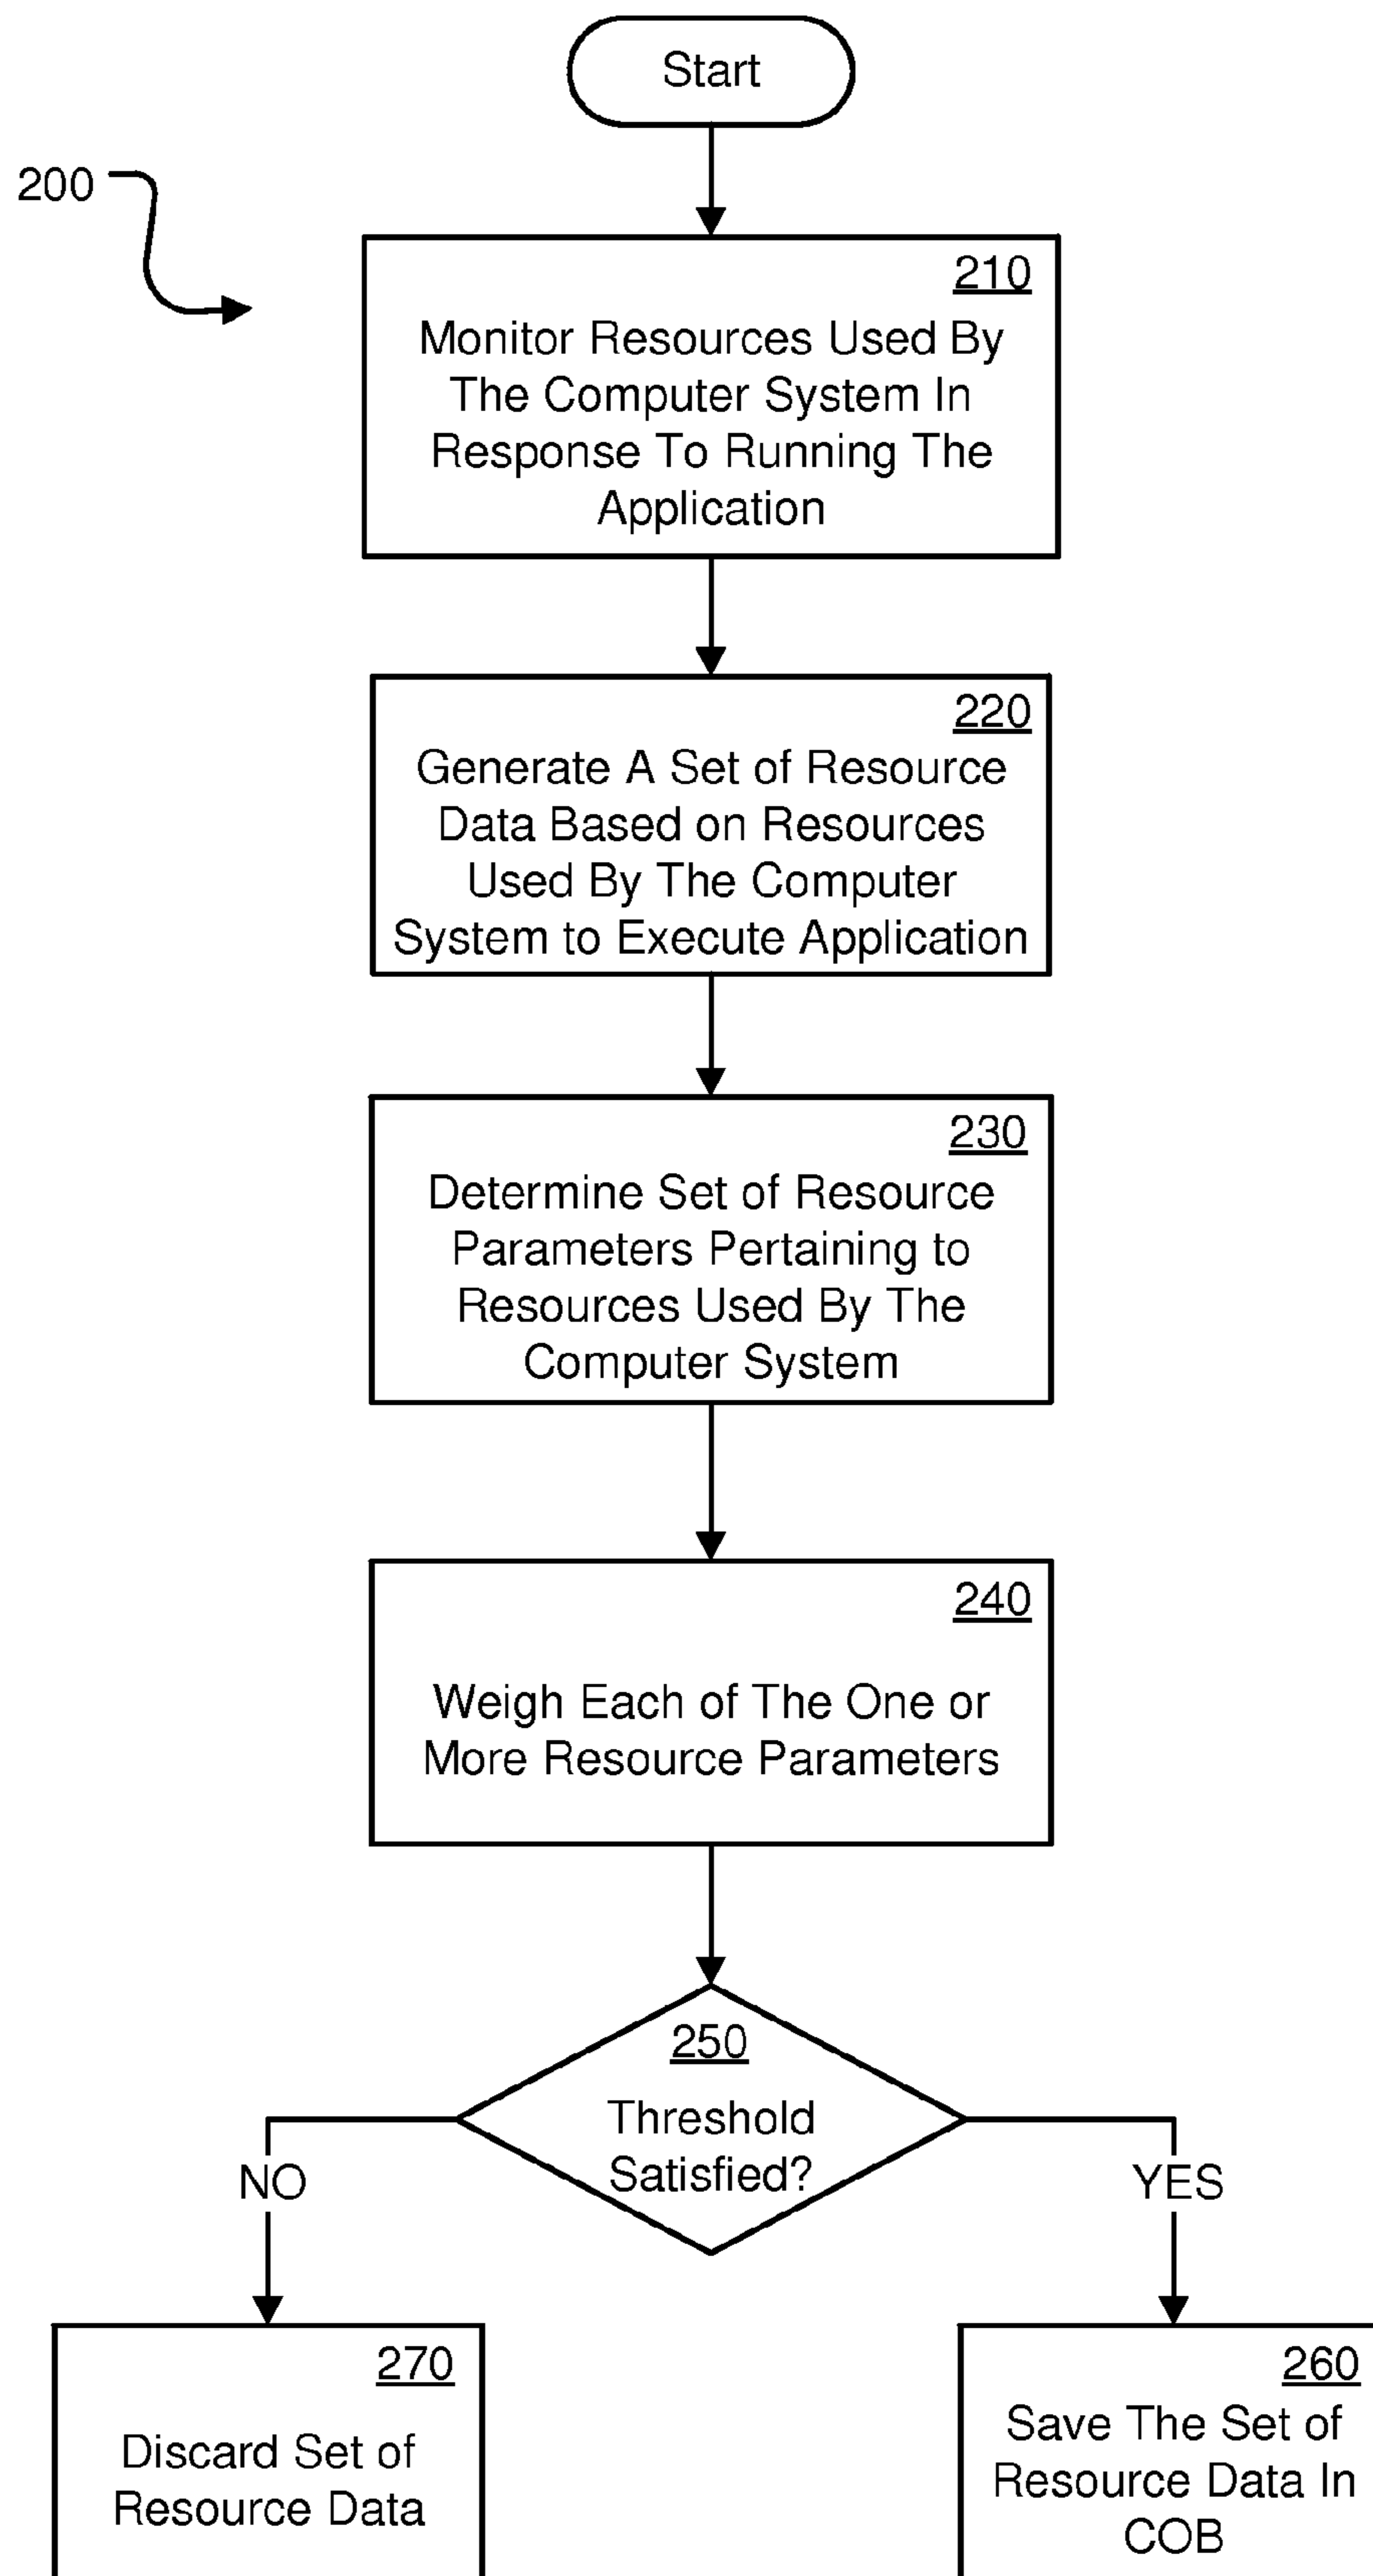 Start
200
210
Monitor Resources Used By
The Computer System In
Response To Running The
Application
220
Generate A Set of Resource
Data Based on Resources
Used By The Computer
System to Execute Application
230
Determine Set of Resource
Parameters Pertaining to
Resources Used By The
Computer System
240
Weigh Each of The One or
More Resource Parameters
250
Threshold
Satisfied?
NO
YES
270
Discard Set of
Resource Data
260
Save The Set of
Resource Data In
COB